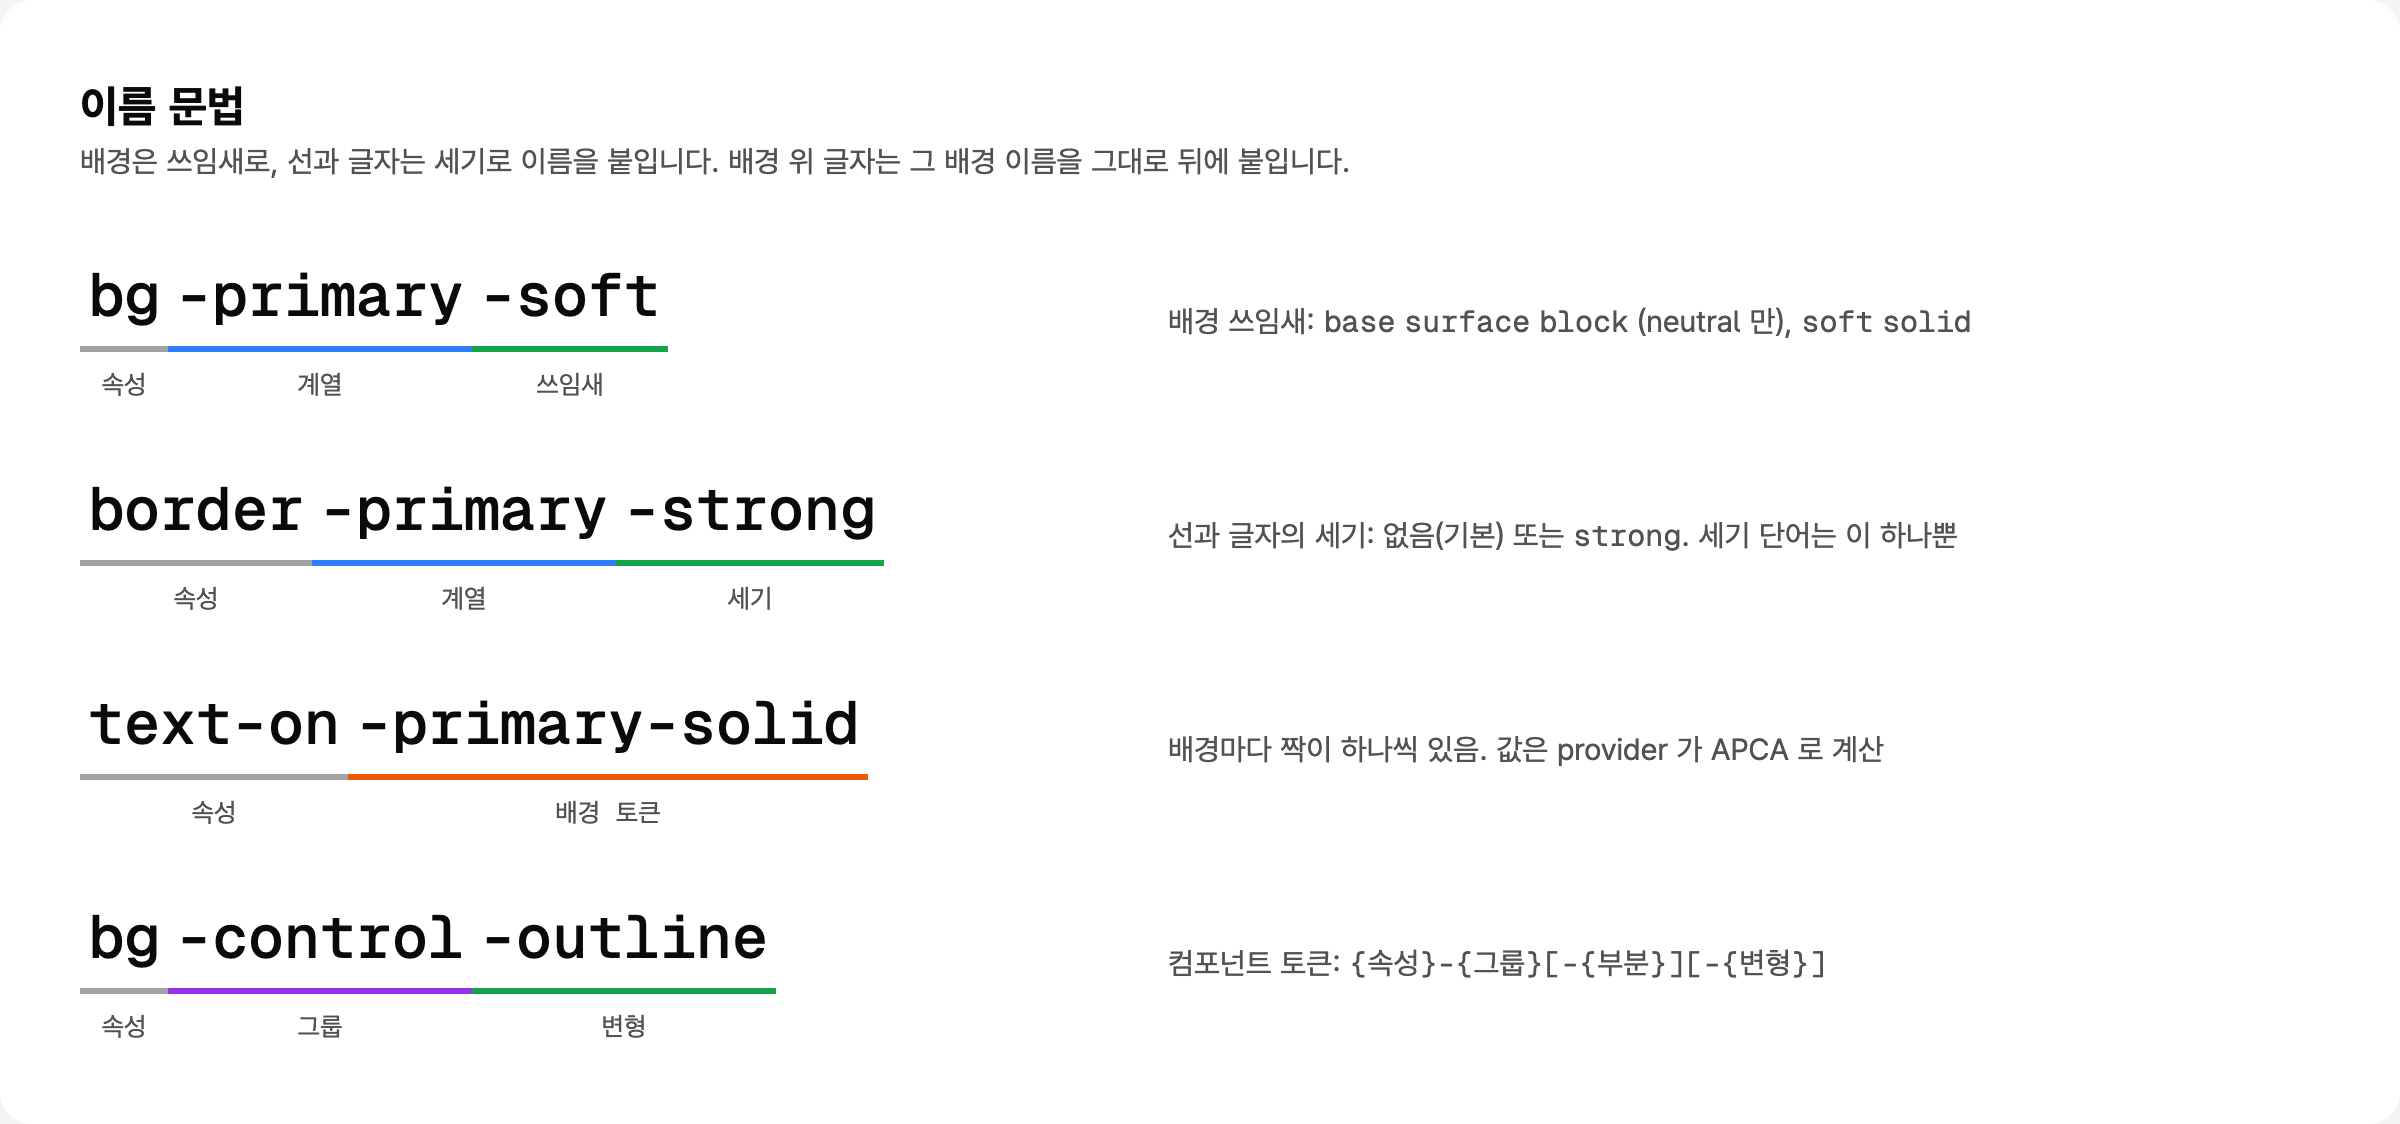 이름 문법
배경은 쓰임새로, 선과 글자는 세기로 이름을 붙입니다. 배경 위 글자는 그 배경 이름을 그대로 뒤에 붙입니다.
bg -primary -soft
속성 계열 쓰임새
배경 쓰임새: base surface block (neutral 만), soft solid
border -primary -strong
속성 계열 세기
선과 글자의 세기: 없음(기본) 또는 strong. 세기 단어는 이 하나뿐
text-on -primary-solid
속성 배경 토큰
배경마다 짝이 하나씩 있음. 값은 provider 가 APCA 로 계산
bg -control -outline
속성 그룹 변형
컴포넌트 토큰: {속성}-{그룹}[-{부분}][-{변형}]